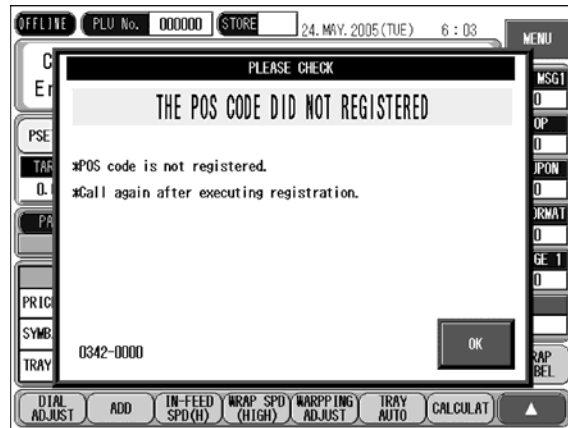 OFFLINE PLU No. 000000 STORE 24. MAY. 2005(TUE) 6:03 MENU
PLEASE CHECK
THE POS CODE DID NOT REGISTERED
C
Er
MSG1
0
OP
0
PSE
*POS code is not registered.
TAR
0.
*Call again after executing registration.
UPON
0
ORMAT
0
PA
GE 1
0
PRIC
SYMB
TRAY
0342-0000
OK
RAP
BEL
DIAL ADJUST ADD IN-FEED SPD(H) WRAP SPD (HIGH) WARPPING ADJUST TRAY AUTO CALCULAT ▲